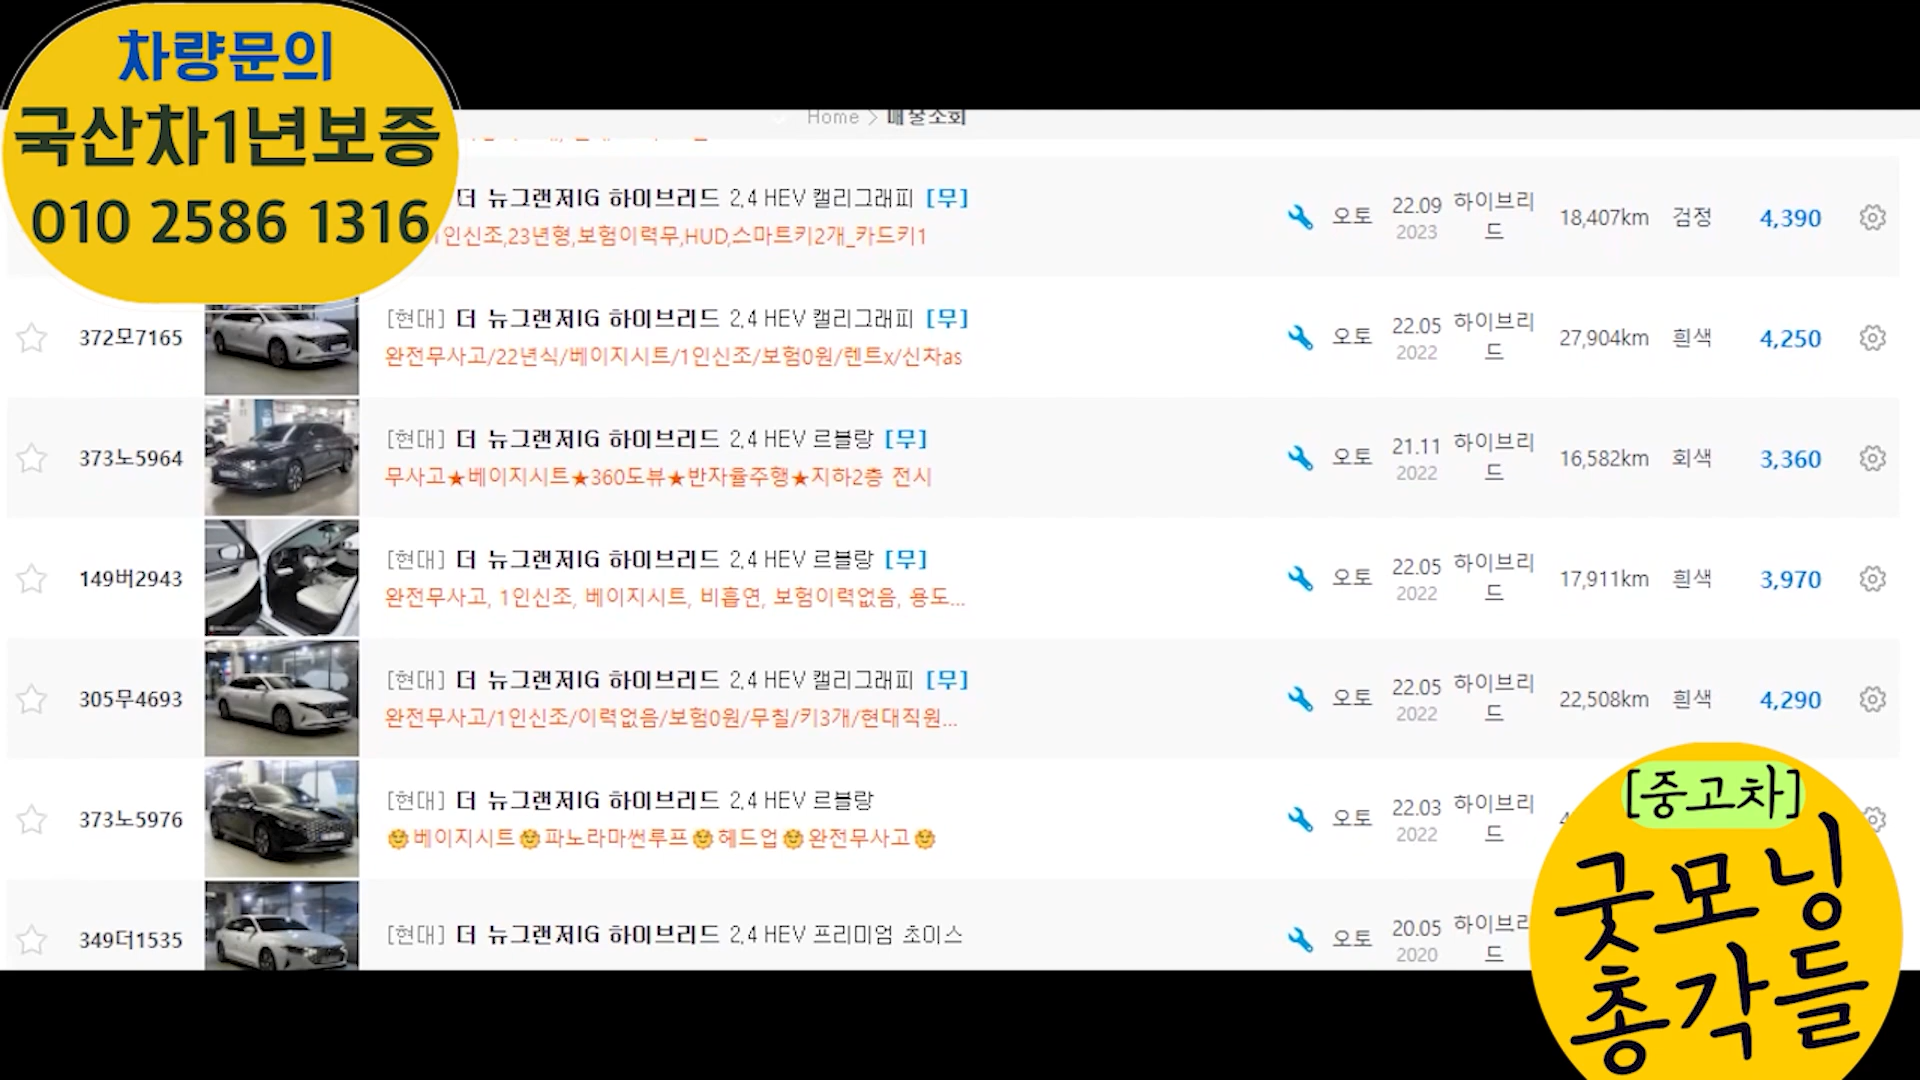 차량문의
국산차1년보증
010 2586 1316
Home > 매물조회
더 뉴그랜저IG 하이브리드 2,4 HEV 캘리그래피 [무]
1인신조,23년형,보험이력무,HUD,스마트키2개_카드키1
오토 22.09 2023 하이브리드 18,407km 검정 4,390
372모7165
[현대] 더 뉴그랜저IG 하이브리드 2,4 HEV 캘리그래피 [무]
완전무사고/22년식/베이지시트/1인신조/보험0원/렌트x/신차as
오토 22.05 2022 하이브리드 27,904km 흰색 4,250
373노5964
[현대] 더 뉴그랜저IG 하이브리드 2,4 HEV 르블랑 [무]
무사고★베이지시트★360도뷰★반자율주행★지하2층 전시
오토 21.11 2022 하이브리드 16,582km 회색 3,360
149버2943
[현대] 더 뉴그랜저IG 하이브리드 2,4 HEV 르블랑 [무]
완전무사고, 1인신조, 베이지시트, 비흡연, 보험이력없음, 용도...
오토 22.05 2022 하이브리드 17,911km 흰색 3,970
305무4693
[현대] 더 뉴그랜저IG 하이브리드 2,4 HEV 캘리그래피 [무]
완전무사고/1인신조/이력없음/보험0원/무칠/키3개/현대직원...
오토 22.05 2022 하이브리드 22,508km 흰색 4,290
373노5976
[현대] 더 뉴그랜저IG 하이브리드 2,4 HEV 르블랑
🌞베이지시트🌞파노라마썬루프🌞헤드업🌞완전무사고🌞
오토 22.03 2022 하이브리드
349더1535
[현대] 더 뉴그랜저IG 하이브리드 2,4 HEV 프리미엄 초이스
오토 20.05 2020 하이브리드
[중고차]
굿모닝
총각들